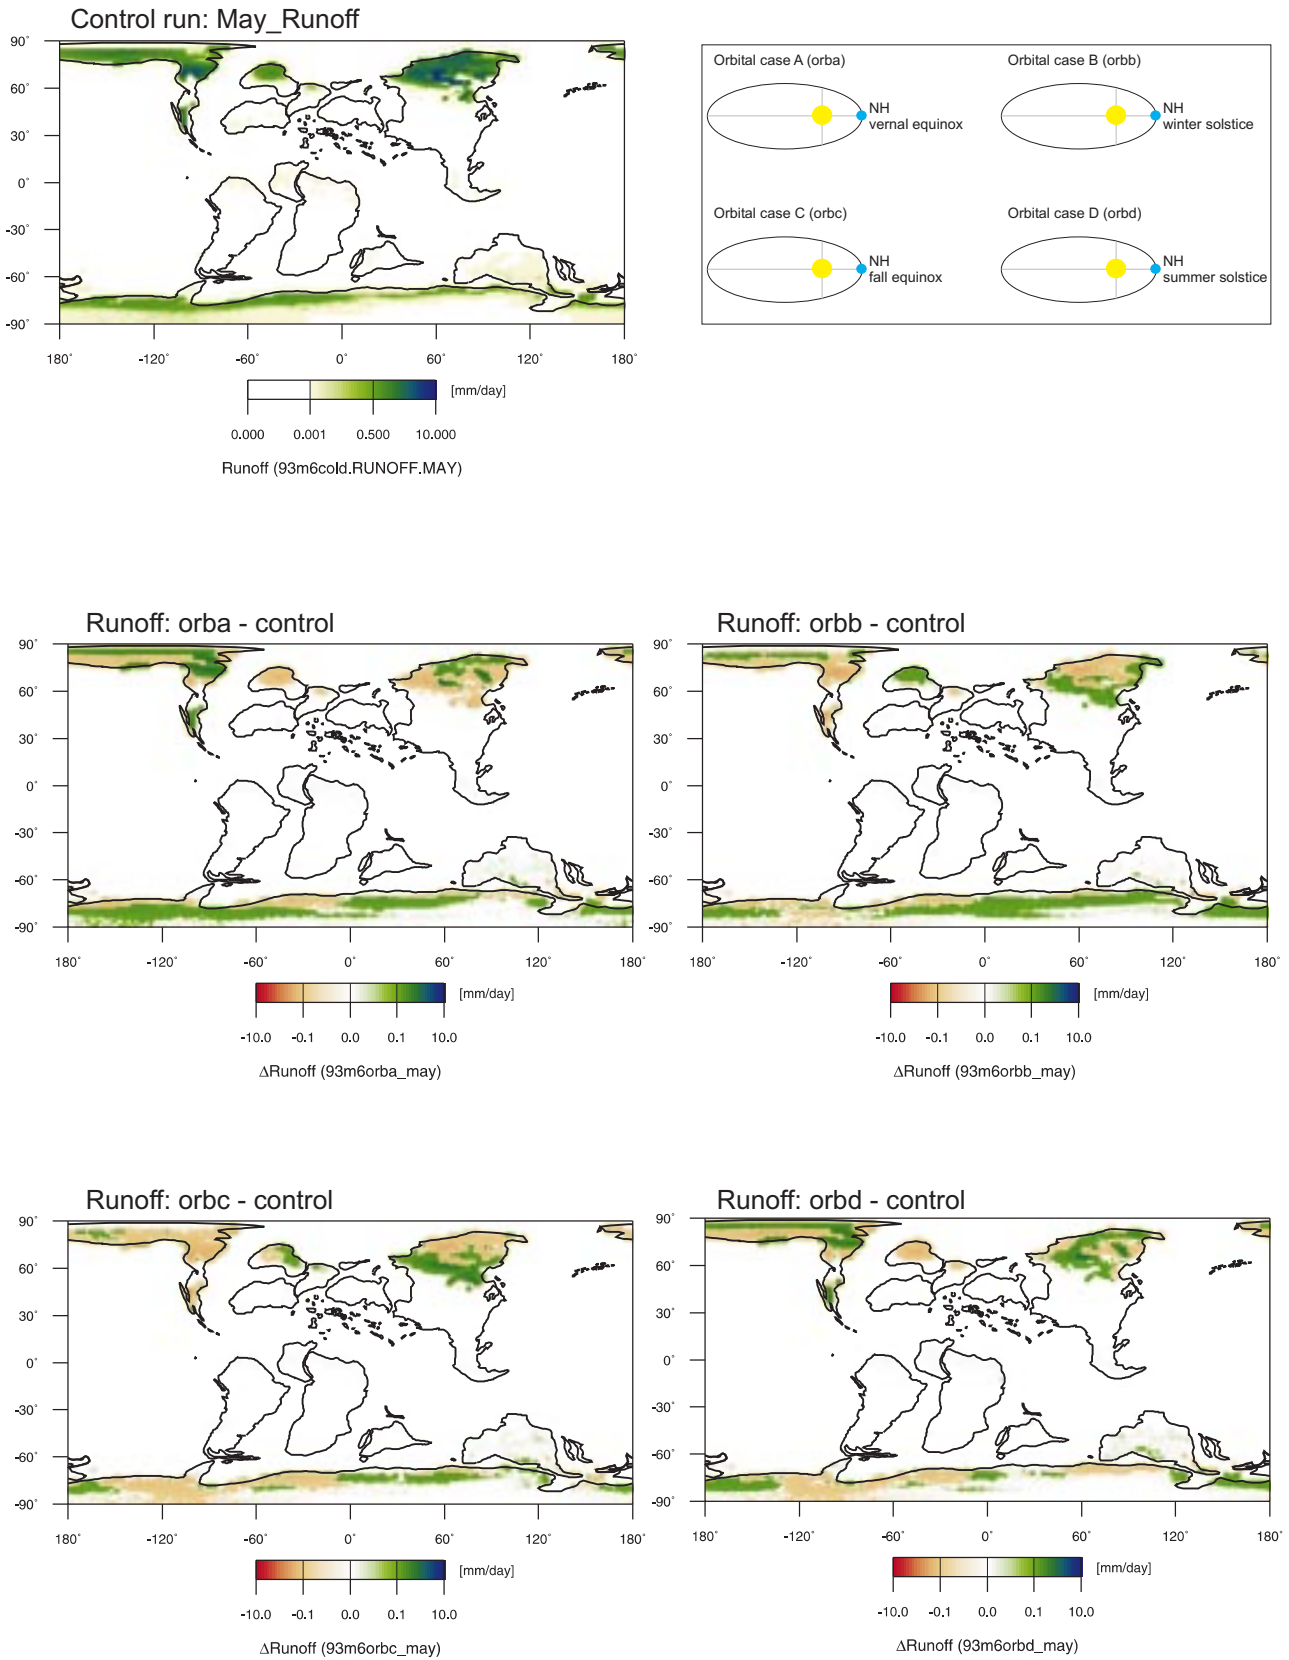 Control run: May_Runoff
90˚
60˚
30˚
0˚
-30˚
-60˚
-90˚
180˚ -120˚ -60˚ 0˚ 60˚ 120˚ 180˚
[mm/day]
0.000 0.001 0.500 10.000
Runoff (93m6cold.RUNOFF.MAY)
Orbital case A (orba)
NH
vernal equinox
Orbital case B (orbb)
NH
winter solstice
Orbital case C (orbc)
NH
fall equinox
Orbital case D (orbd)
NH
summer solstice
Runoff: orba - control
90˚
60˚
30˚
0˚
-30˚
-60˚
-90˚
180˚ -120˚ -60˚ 0˚ 60˚ 120˚ 180˚
[mm/day]
-10.0 -0.1 0.0 0.1 10.0
ΔRunoff (93m6orba_may)
Runoff: orbb - control
90˚
60˚
30˚
0˚
-30˚
-60˚
-90˚
180˚ -120˚ -60˚ 0˚ 60˚ 120˚ 180˚
[mm/day]
-10.0 -0.1 0.0 0.1 10.0
ΔRunoff (93m6orbb_may)
Runoff: orbc - control
90˚
60˚
30˚
0˚
-30˚
-60˚
-90˚
180˚ -120˚ -60˚ 0˚ 60˚ 120˚ 180˚
[mm/day]
-10.0 -0.1 0.0 0.1 10.0
ΔRunoff (93m6orbc_may)
Runoff: orbd - control
90˚
60˚
30˚
0˚
-30˚
-60˚
-90˚
180˚ -120˚ -60˚ 0˚ 60˚ 120˚ 180˚
[mm/day]
-10.0 -0.1 0.0 0.1 10.0
ΔRunoff (93m6orbd_may)